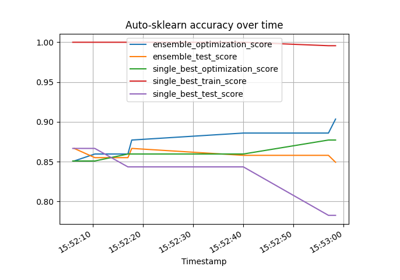 Auto-sklearn accuracy over time
ensemble_optimization_score
ensemble_test_score
single_best_optimization_score
single_best_train_score
single_best_test_score
1.00
0.95
0.90
0.85
0.80
15:52:10
15:52:20
15:52:30
15:52:40
15:52:50
15:53:00
Timestamp